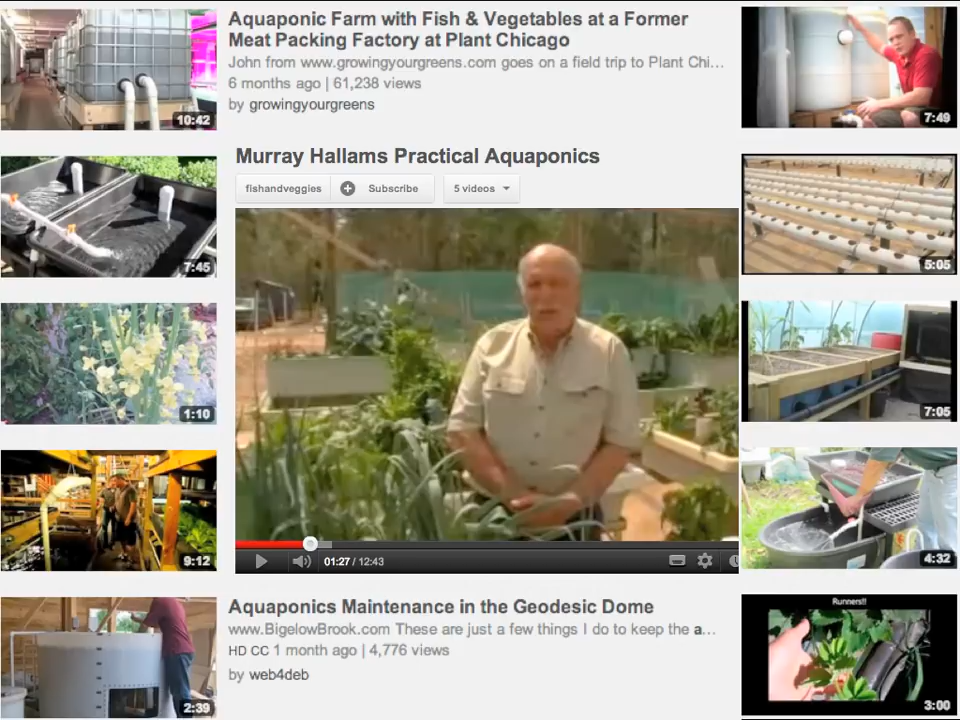 Aquaponic Farm with Fish & Vegetables at a Former
Meat Packing Factory at Plant Chicago
John from www.growingyourgreens.com goes on a field trip to Plant Chi...
6 months ago | 61,238 views
by growingyourgreens
10:42
7:49
Murray Hallams Practical Aquaponics
fishandveggies Subscribe 5 videos
7:45
5:05
1:10
7:05
9:12
4:32
01:27 / 12:43
Aquaponics Maintenance in the Geodesic Dome
www.BigelowBrook.com These are just a few things I do to keep the a...
HD CC 1 month ago | 4,776 views
by web4deb
2:39
Runners!!
3:00